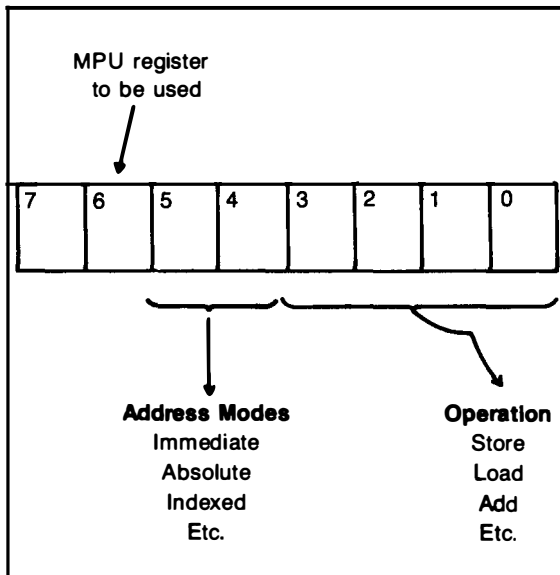 MPU register
to be used
7 6 5 4 3 2 1 0
Address Modes
Immediate
Absolute
Indexed
Etc.
Operation
Store
Load
Add
Etc.